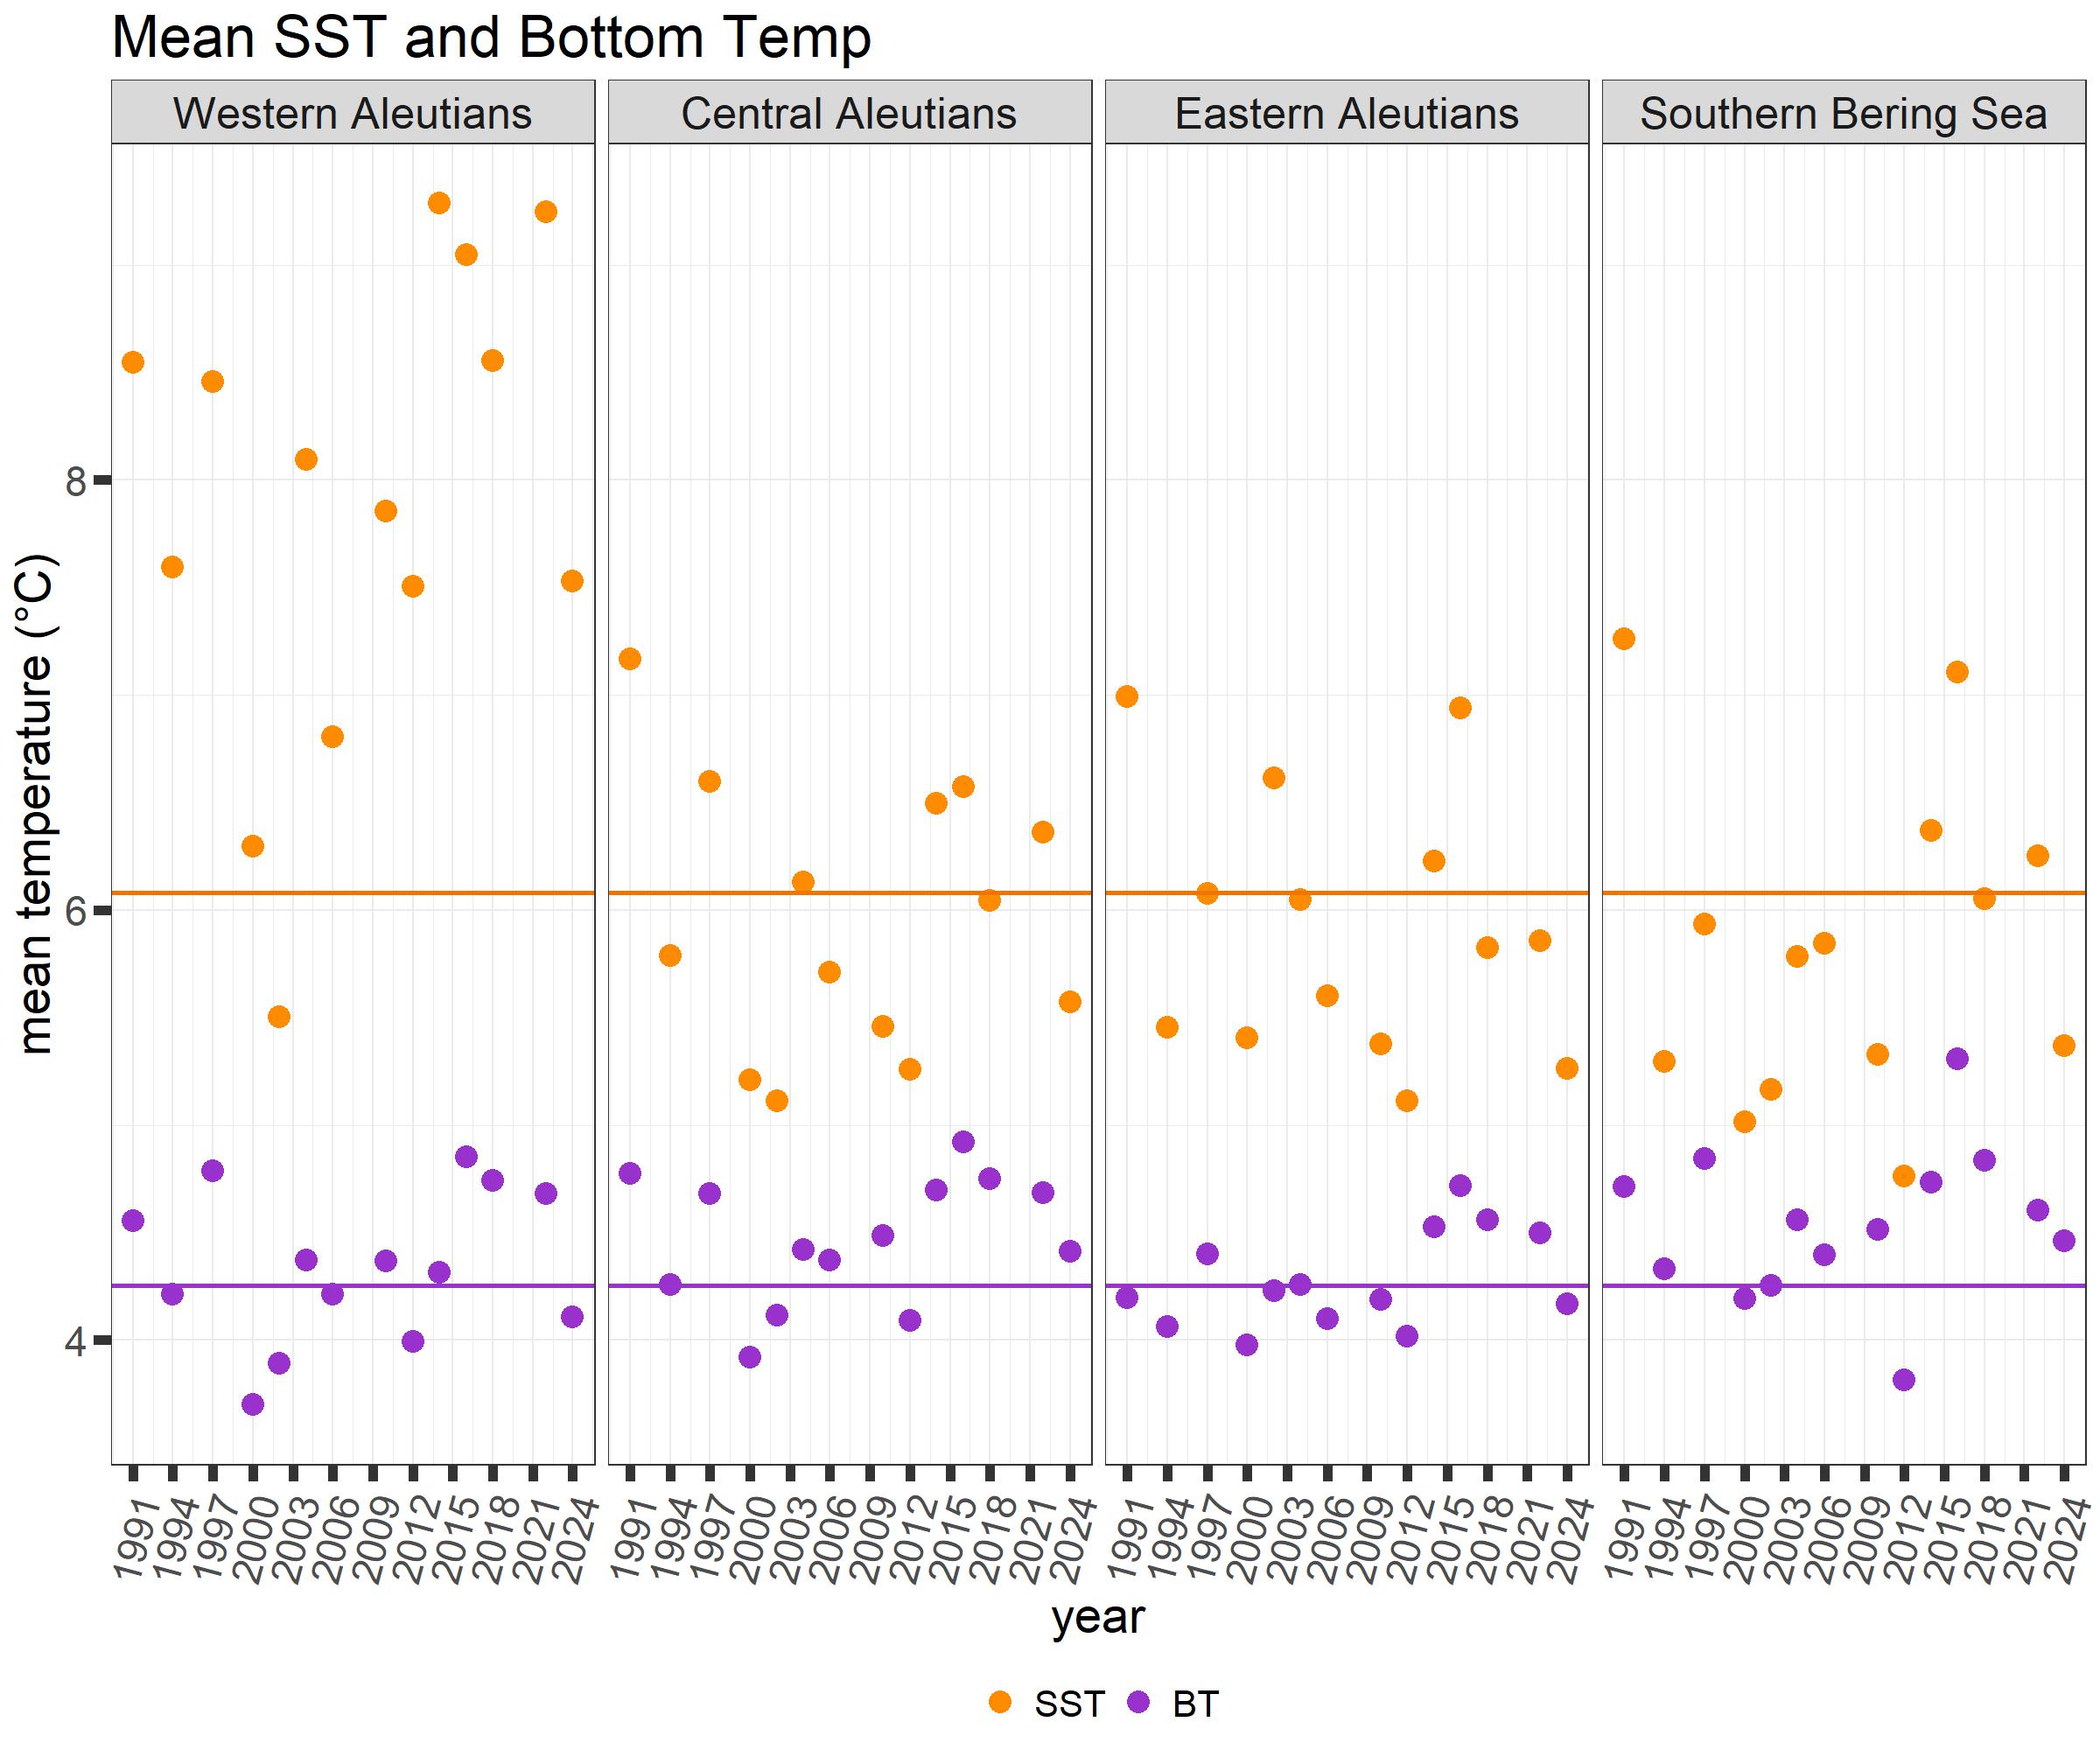 Mean SST and Bottom Temp
Western Aleutians
Central Aleutians
Eastern Aleutians
Southern Bering Sea
mean temperature (°C)
8
6
4
1991 1994 1997 2000 2003 2006 2009 2012 2015 2018 2021 2024
1991 1994 1997 2000 2003 2006 2009 2012 2015 2018 2021 2024
1991 1994 1997 2000 2003 2006 2009 2012 2015 2018 2021 2024
1991 1994 1997 2000 2003 2006 2009 2012 2015 2018 2021 2024
year
SST BT